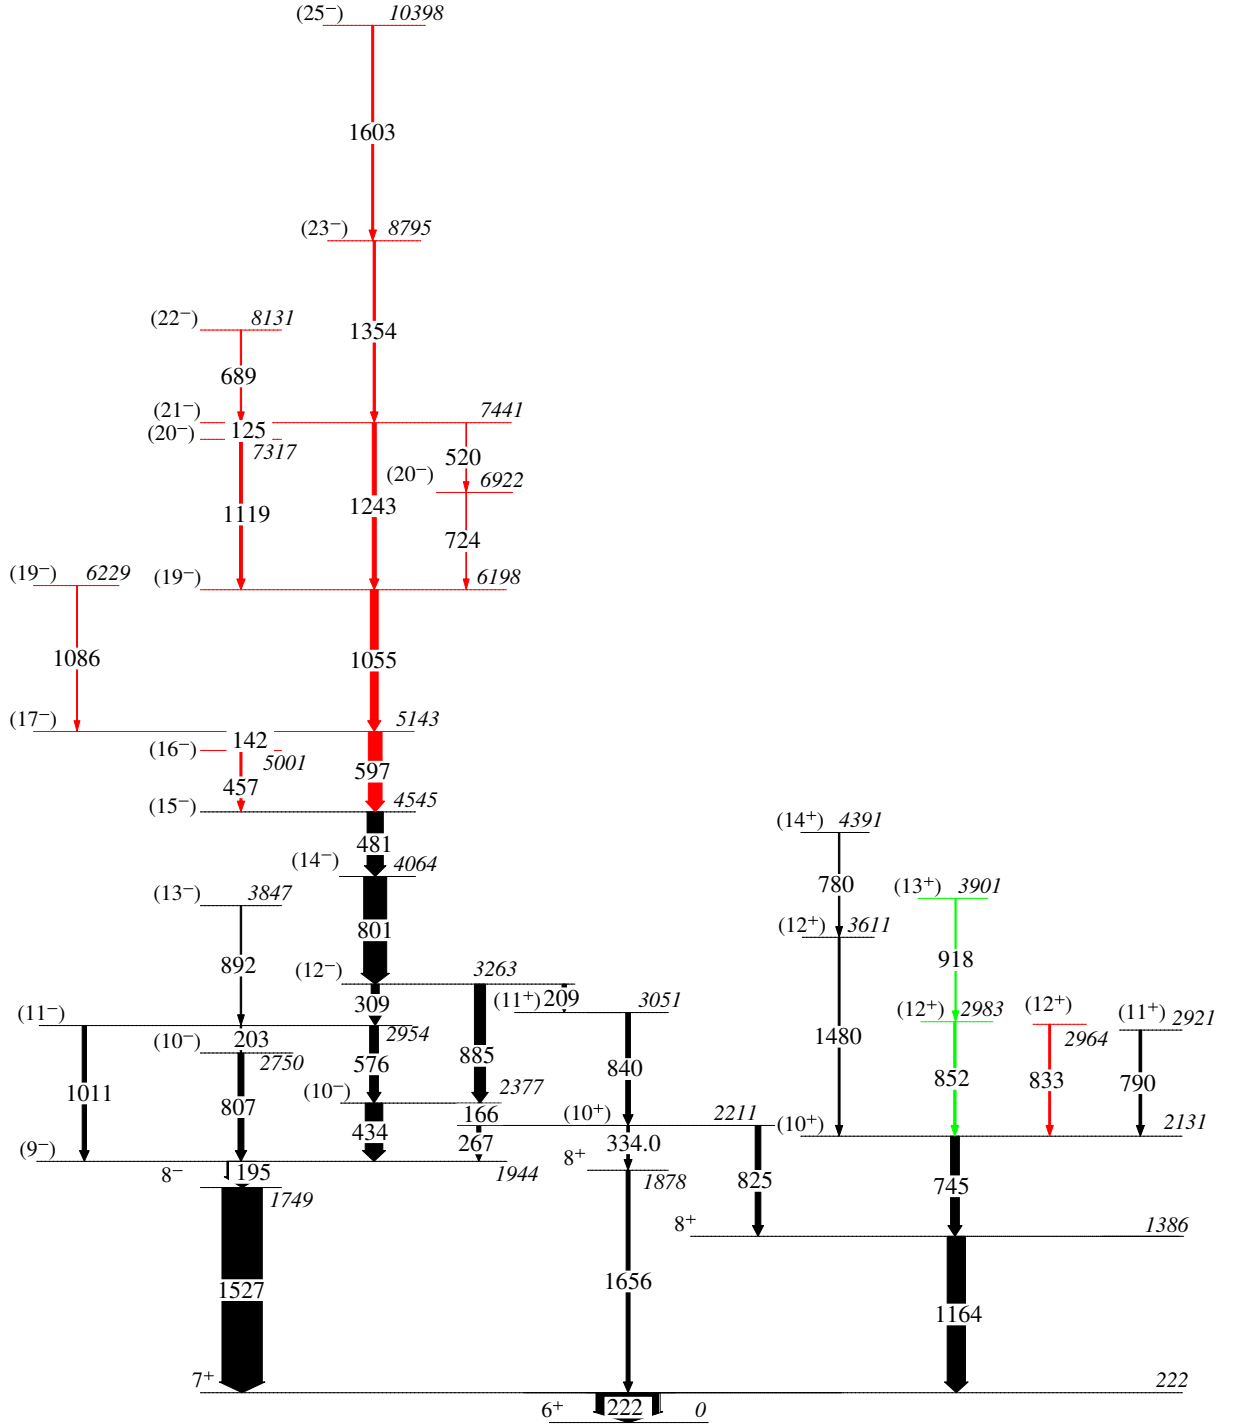 (25−) 10398
1603
(23−) 8795
(22−) 8131
1354
689
(21−) 7441
(20−) 125
7317
520
(20−) 6922
1119 1243
724
(19−) 6229 (19−) 6198
1086 1055
(17−) 5143
142
(16−) 5001
597
457
(15−) 4545
(14+) 4391
481
(14−) 4064
780
(13−) 3847 (13+) 3901
801 (12+) 3611
892 918
(12−) 3263
309 (11+) 209 3051 (12+) 2983 (12+) (11+) 2921
(11−) 2954
203 1480 2964
(10−) 2750
576 885 840
1011 807 (10−) 2377 852 833 790
166 (10+) 2211
434 267 334.0 (10+) 2131
(9−) 1944 8+
8− 195 1878 825 745
1749
8+ 1386
1527 1656 1164
7+ 222
222
6+ 0